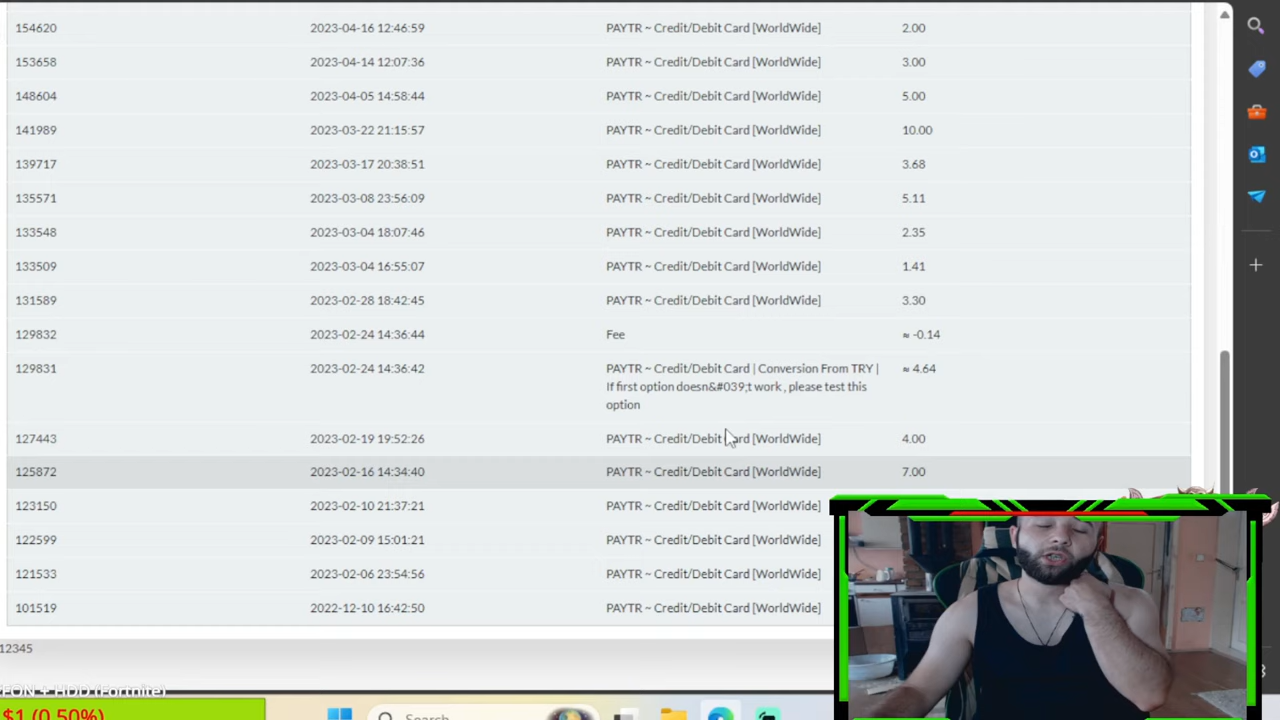 154620 2023-04-16 12:46:59 PAYTR ~ Credit/Debit Card [WorldWide] 2.00
153658 2023-04-14 12:07:36 PAYTR ~ Credit/Debit Card [WorldWide] 3.00
148604 2023-04-05 14:58:44 PAYTR ~ Credit/Debit Card [WorldWide] 5.00
141989 2023-03-22 21:15:57 PAYTR ~ Credit/Debit Card [WorldWide] 10.00
139717 2023-03-17 20:38:51 PAYTR ~ Credit/Debit Card [WorldWide] 3.68
135571 2023-03-08 23:56:09 PAYTR ~ Credit/Debit Card [WorldWide] 5.11
133548 2023-03-04 18:07:46 PAYTR ~ Credit/Debit Card [WorldWide] 2.35
133509 2023-03-04 16:55:07 PAYTR ~ Credit/Debit Card [WorldWide] 1.41
131589 2023-02-28 18:42:45 PAYTR ~ Credit/Debit Card [WorldWide] 3.30
129832 2023-02-24 14:36:44 Fee ≈ -0.14
129831 2023-02-24 14:36:42 PAYTR ~ Credit/Debit Card | Conversion From TRY | ≈ 4.64
If first option doesn&#039;t work , please test this
option
127443 2023-02-19 19:52:26 PAYTR ~ Credit/Debit Card [WorldWide] 4.00
125872 2023-02-16 14:34:40 PAYTR ~ Credit/Debit Card [WorldWide] 7.00
123150 2023-02-10 21:37:21 PAYTR ~ Credit/Debit Card [WorldWide]
122599 2023-02-09 15:01:21 PAYTR ~ Credit/Debit Card [WorldWide]
121533 2023-02-06 23:54:56 PAYTR ~ Credit/Debit Card [WorldWide]
101519 2022-12-10 16:42:50 PAYTR ~ Credit/Debit Card [WorldWide]
12345
HDD (Fortnite)
$1 (0.50%)
Search